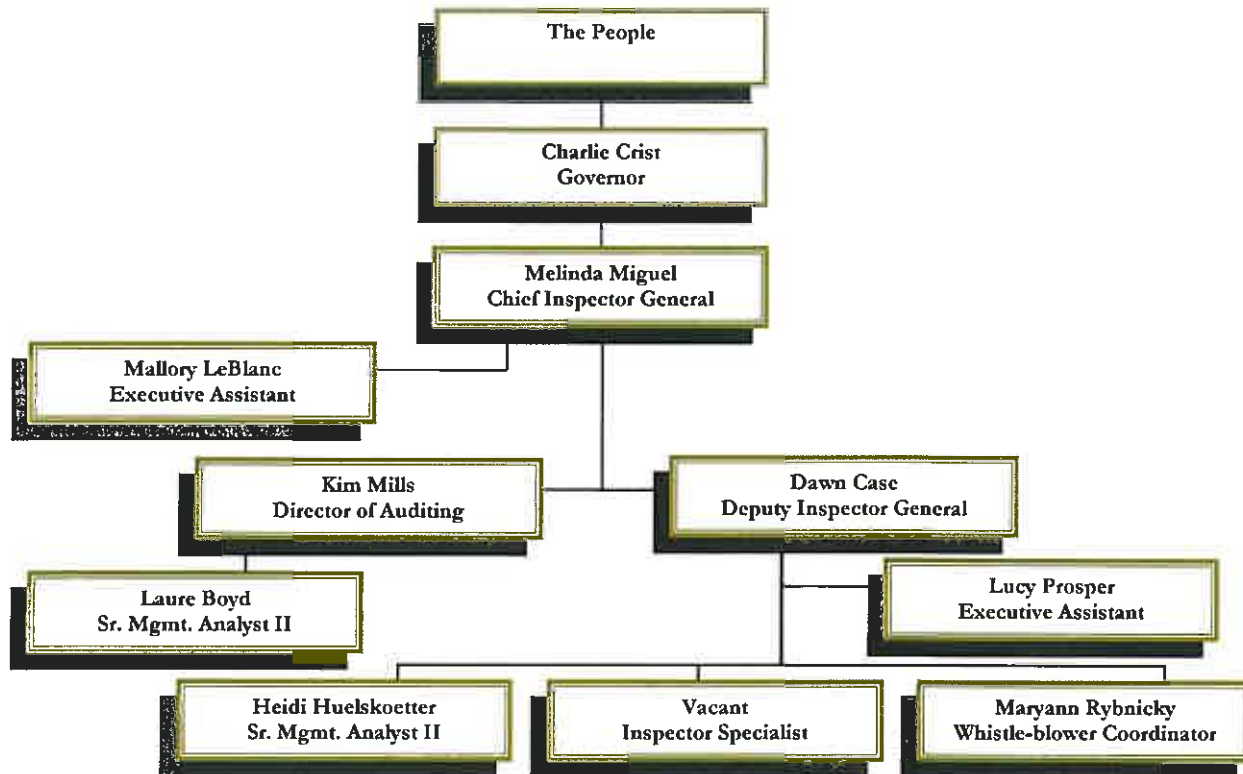 The People
Charlie Crist
Governor
Melinda Miguel
Chief Inspector General
Mallory LeBlanc
Executive Assistant
Kim Mills
Director of Auditing
Dawn Case
Deputy Inspector General
Laure Boyd
Sr. Mgmt. Analyst II
Lucy Prosper
Executive Assistant
Heidi Huelskoetter
Sr. Mgmt. Analyst II
Vacant
Inspector Specialist
Maryann Rybnicky
Whistle-blower Coordinator